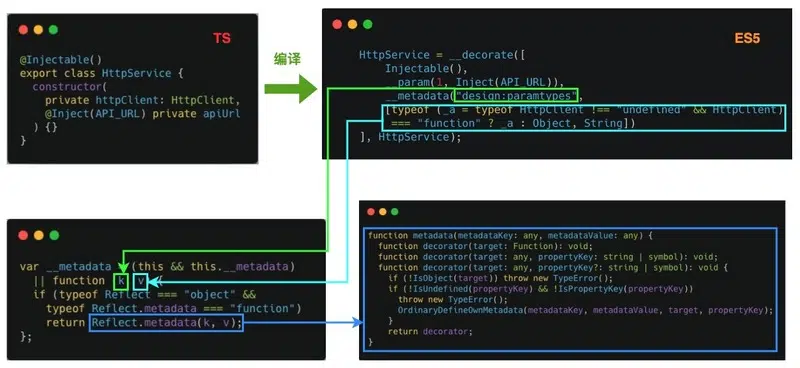 TS
@Injectable()
export class HttpService {
constructor(
private httpClient: HttpClient,
@Inject(API_URL) private apiUrl
) {}
}
编译
ES5
HttpService = __decorate([
Injectable(),
__param(1, Inject(API_URL)),
__metadata("design:paramtypes",
[typeof (_a = typeof HttpClient !== "undefined" && HttpClient)
=== "function" ? _a : Object, String])
], HttpService);
var __metadata = (this && this.__metadata)
|| function (k, v) {
if (typeof Reflect === "object" &&
typeof Reflect.metadata === "function")
return Reflect.metadata(k, v);
};
function metadata(metadataKey: any, metadataValue: any) {
function decorator(target: Function): void;
function decorator(target: any, propertyKey: string | symbol): void;
function decorator(target: any, propertyKey?: string | symbol): void {
if (!IsObject(target)) throw new TypeError();
if (!IsUndefined(propertyKey) && !IsPropertyKey(propertyKey))
throw new TypeError();
OrdinaryDefineOwnMetadata(metadataKey, metadataValue, target, propertyKey);
}
return decorator;
}